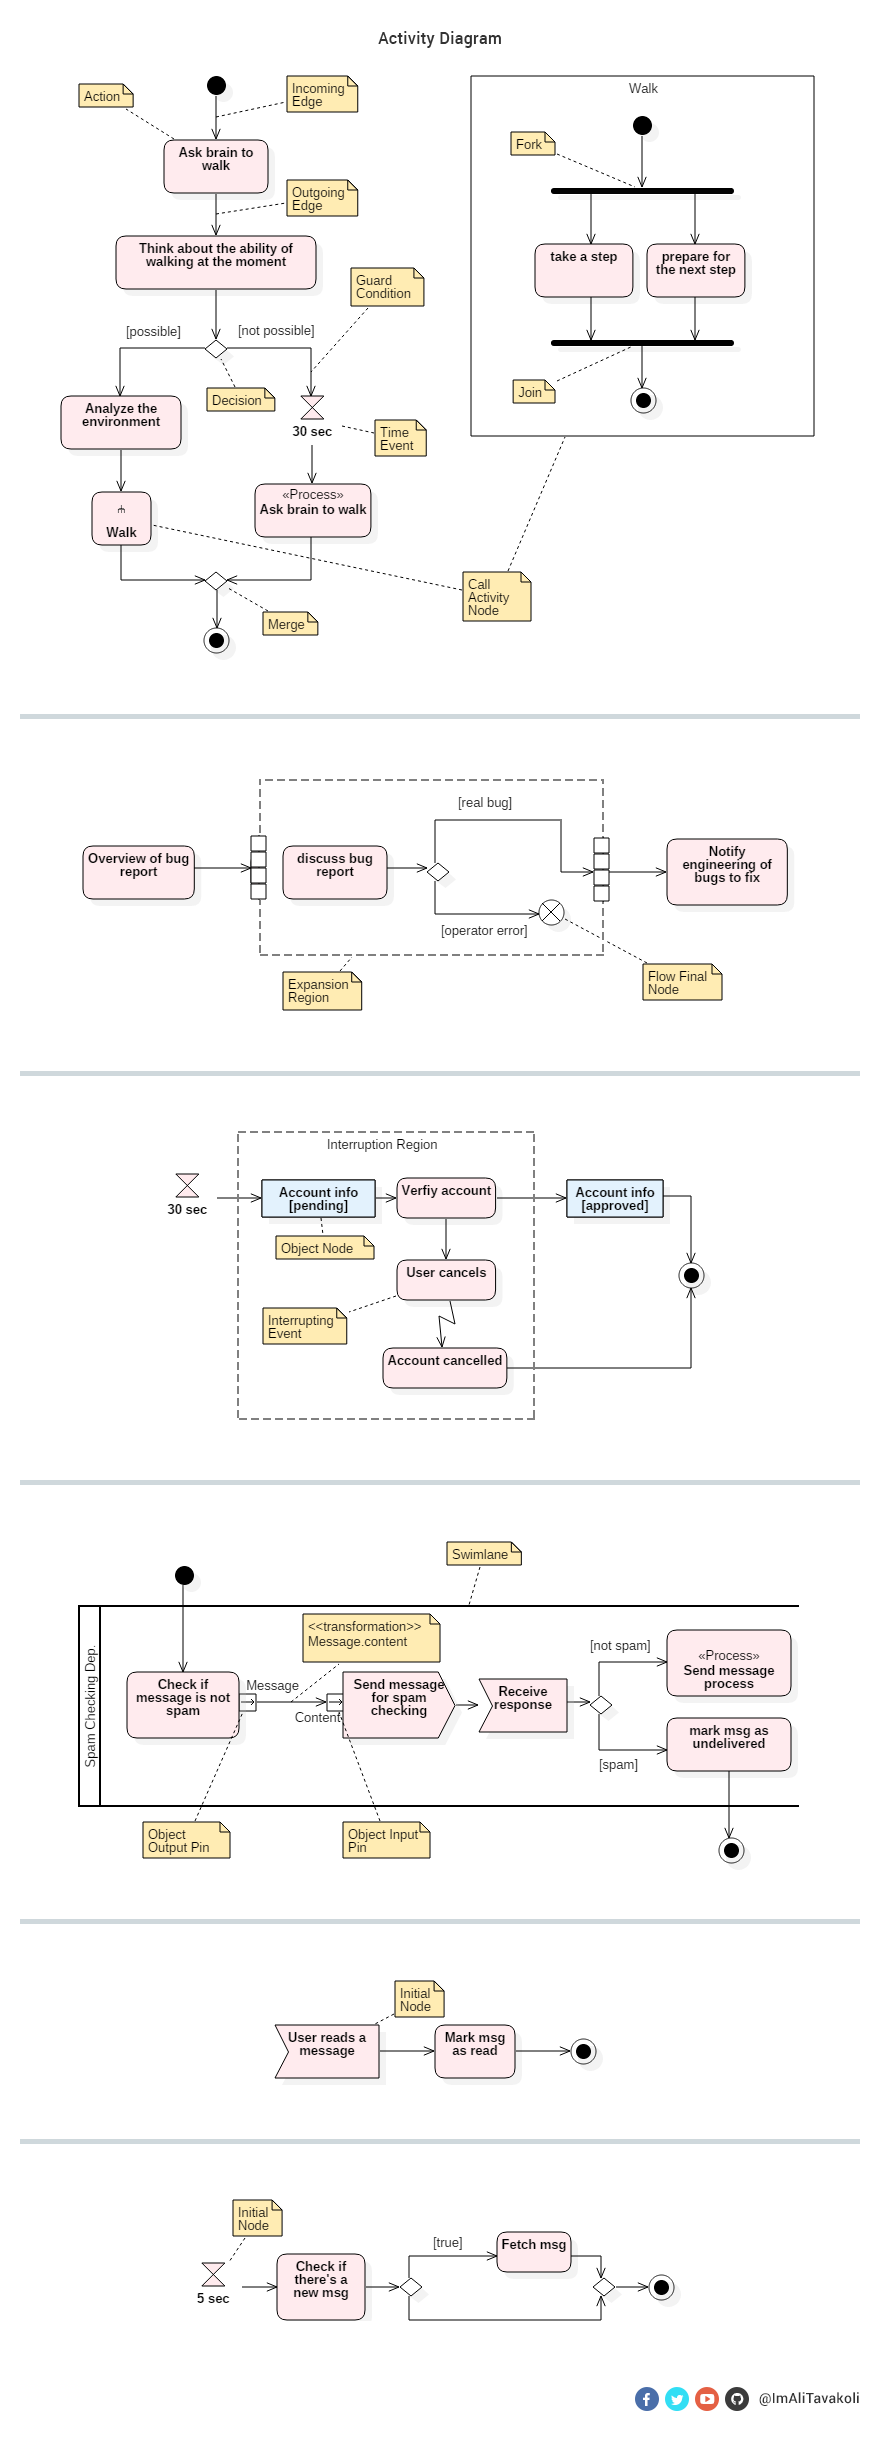 Activity Diagram
Action
Incoming
Edge
Ask brain to
walk
Outgoing
Edge
Think about the ability of
walking at the moment
Guard
Condition
[possible]
[not possible]
Decision
Analyze the
environment
30 sec
Time
Event
«Process»
Ask brain to walk
Walk
Merge
Call
Activity
Node
Walk
Fork
take a step
prepare for
the next step
Join
[real bug]
Overview of bug
report
discuss bug
report
Notify
engineering of
bugs to fix
[operator error]
Expansion
Region
Flow Final
Node
Interruption Region
30 sec
Account info
[pending]
Verfiy account
Account info
[approved]
Object Node
User cancels
Interrupting
Event
Account cancelled
Swimlane
Spam Checking Dep.
<<transformation>>
Message.content
Check if
message is not
spam
Message
Content
Send message
for spam
checking
Receive
response
[not spam]
«Process»
Send message
process
mark msg as
undelivered
[spam]
Object
Output Pin
Object Input
Pin
Initial
Node
User reads a
message
Mark msg
as read
Initial
Node
5 sec
Check if
there's a
new msg
[true]
Fetch msg
@ImAliTavakoli